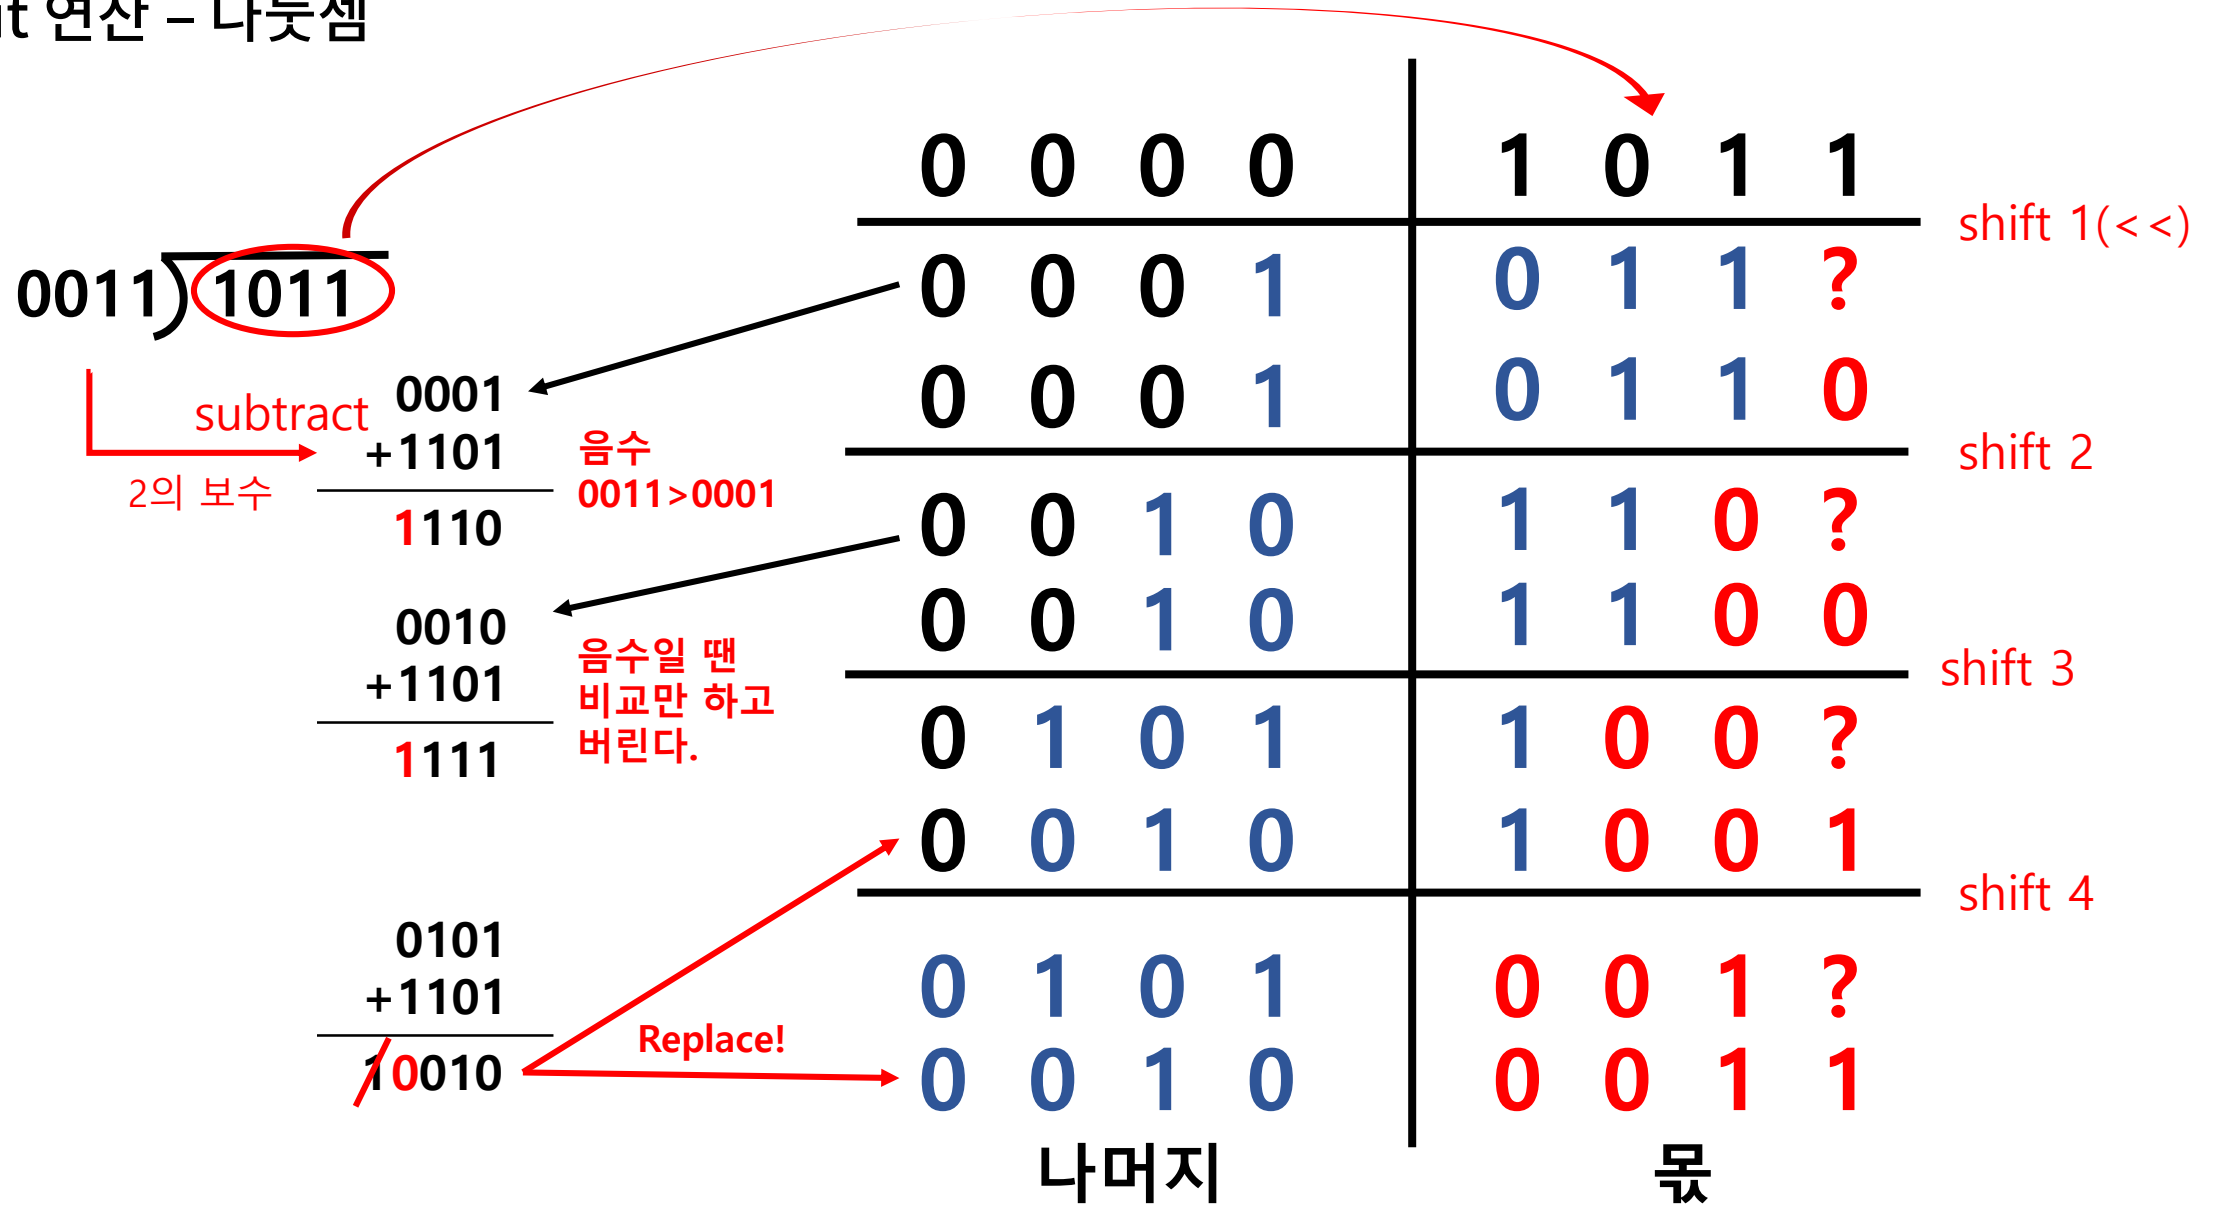 연산 – 나눗셈
0 0 0 0 1 0 1 1
shift 1(<<)
0011 1011
0 0 0 1 0 1 1 ?
0 0 0 1 0 1 1 0
subtract
2의 보수
0001
+1101
1110
음수
0011>0001
shift 2
0 0 1 0 1 1 0 ?
0 0 1 0 1 1 0 0
0010
+1101
1111
음수일 땐
비교만 하고
버린다.
shift 3
0 1 0 1 1 0 0 ?
0 0 1 0 1 0 0 1
shift 4
0101
+1101
10010
Replace!
0 1 0 1 0 0 1 ?
0 0 1 0 0 0 1 1
나머지 몫